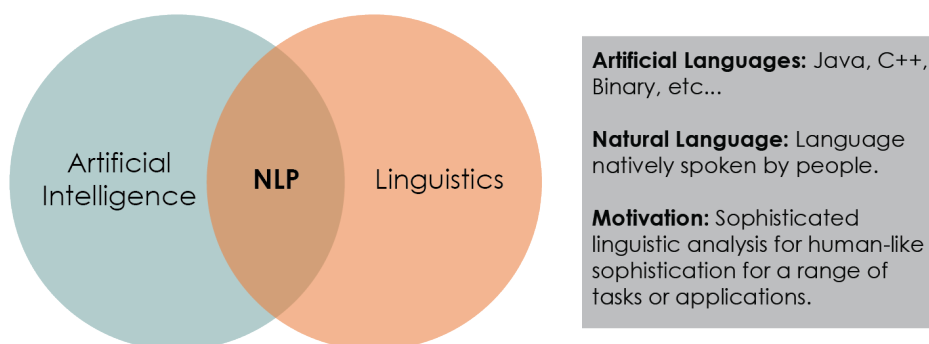 Artificial
Intelligence
NLP
Linguistics
Artificial Languages: Java, C++,
Binary, etc...
Natural Language: Language
natively spoken by people.
Motivation: Sophisticated
linguistic analysis for human-like
sophistication for a range of
tasks or applications.